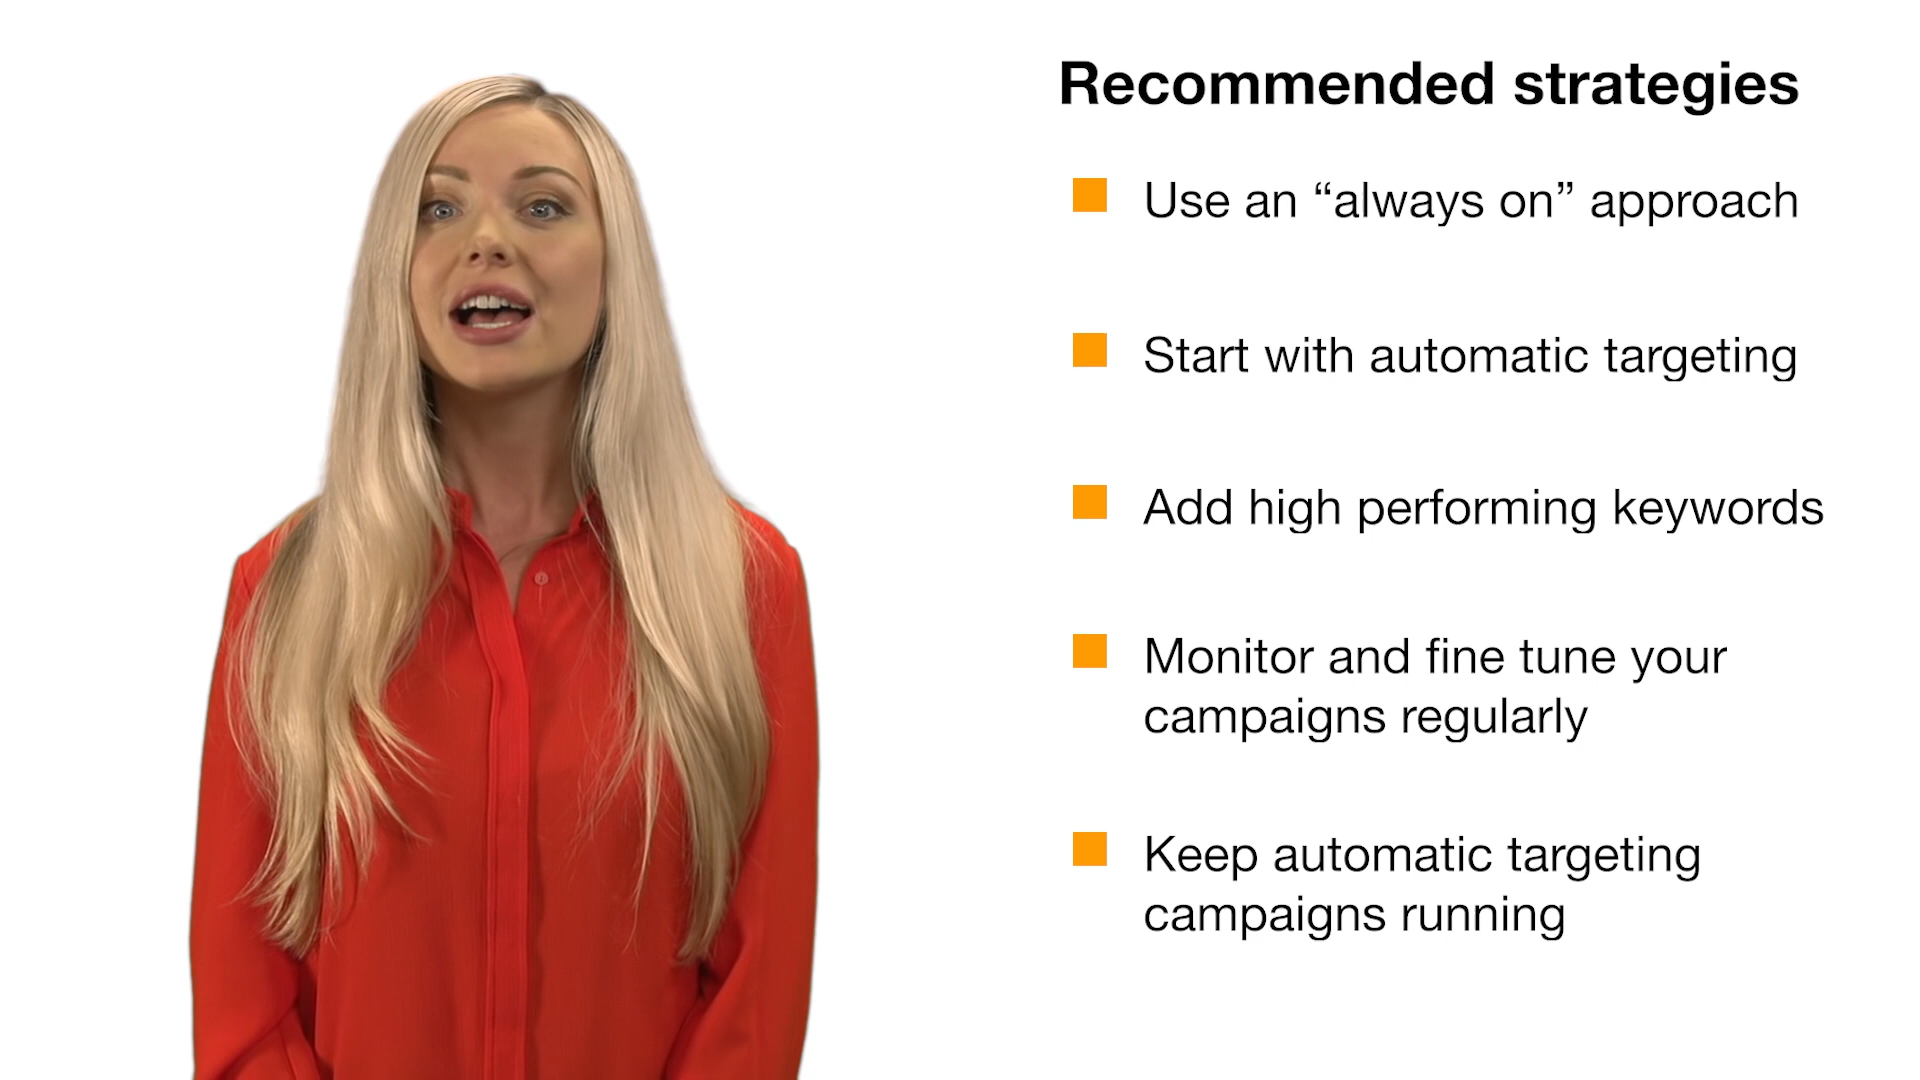 Recommended strategies
Use an “always on” approach
Start with automatic targeting
Add high performing keywords
Monitor and fine tune your
campaigns regularly
Keep automatic targeting
campaigns running